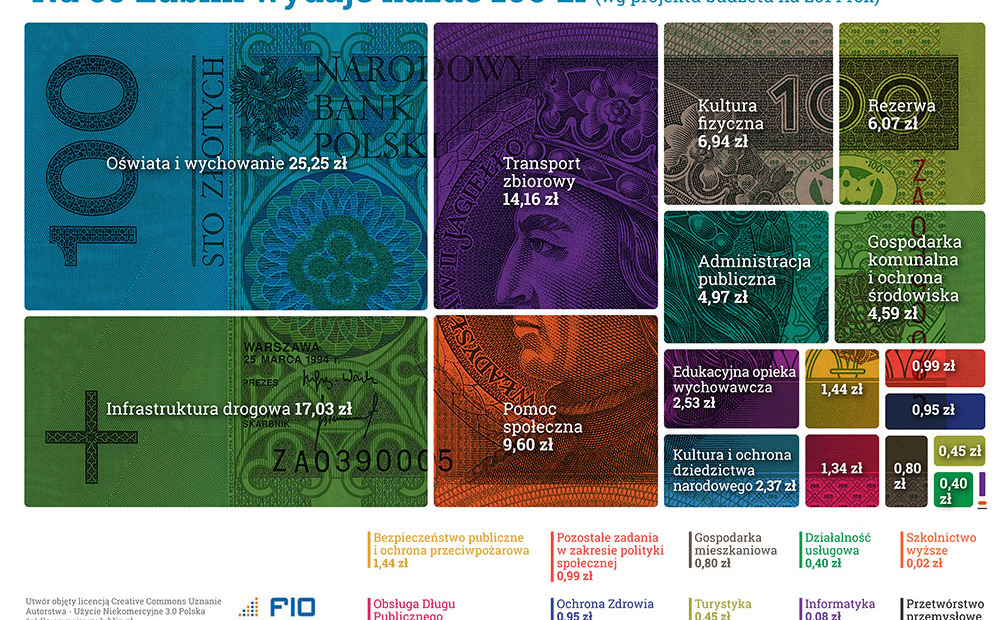 (wg projektu budżetu na 2014 rok)
100
STO ZŁOTYCH
NARODOWY
BANK
POLSKI
Oświata i wychowanie 25,25 zł
Transport
zbiorowy
14,16 zł
Kultura
fizyczna
6,94 zł
100
Rezerwa
6,07 zł
Administracja
publiczna
4,97 zł
Gospodarka
komunalna
i ochrona
środowiska
4,59 zł
WARSZAWA
25 MARCA 1994 r.
PREZES
SKARBNIK
ZA0390005
Infrastruktura drogowa 17,03 zł
Pomoc
społeczna
9,60 zł
Edukacyjna opieka
wychowawcza
2,53 zł
1,44 zł
0,99 zł
0,95 zł
Kultura i ochrona
dziedzictwa
narodowego 2,37 zł
1,34 zł
0,80
zł
0,45 zł
0,40
zł
Bezpieczeństwo publiczne
i ochrona przeciwpożarowa
1,44 zł
Pozostałe zadania
w zakresie polityki
społecznej
0,99 zł
Gospodarka
mieszkaniowa
0,80 zł
Działalność
usługowa
0,40 zł
Szkolnictwo
wyższe
0,02 zł
Utwór objęty licencją Creative Commons Uznanie
Autorstwa - Użycie Niekomercyjne 3.0 Polska
FIO
Obsługa Długu
Publicznego
Ochrona Zdrowia
0,95 zł
Turystyka
0,45 zł
Informatyka
0,08 zł
Przetwórstwo
przemysłowe